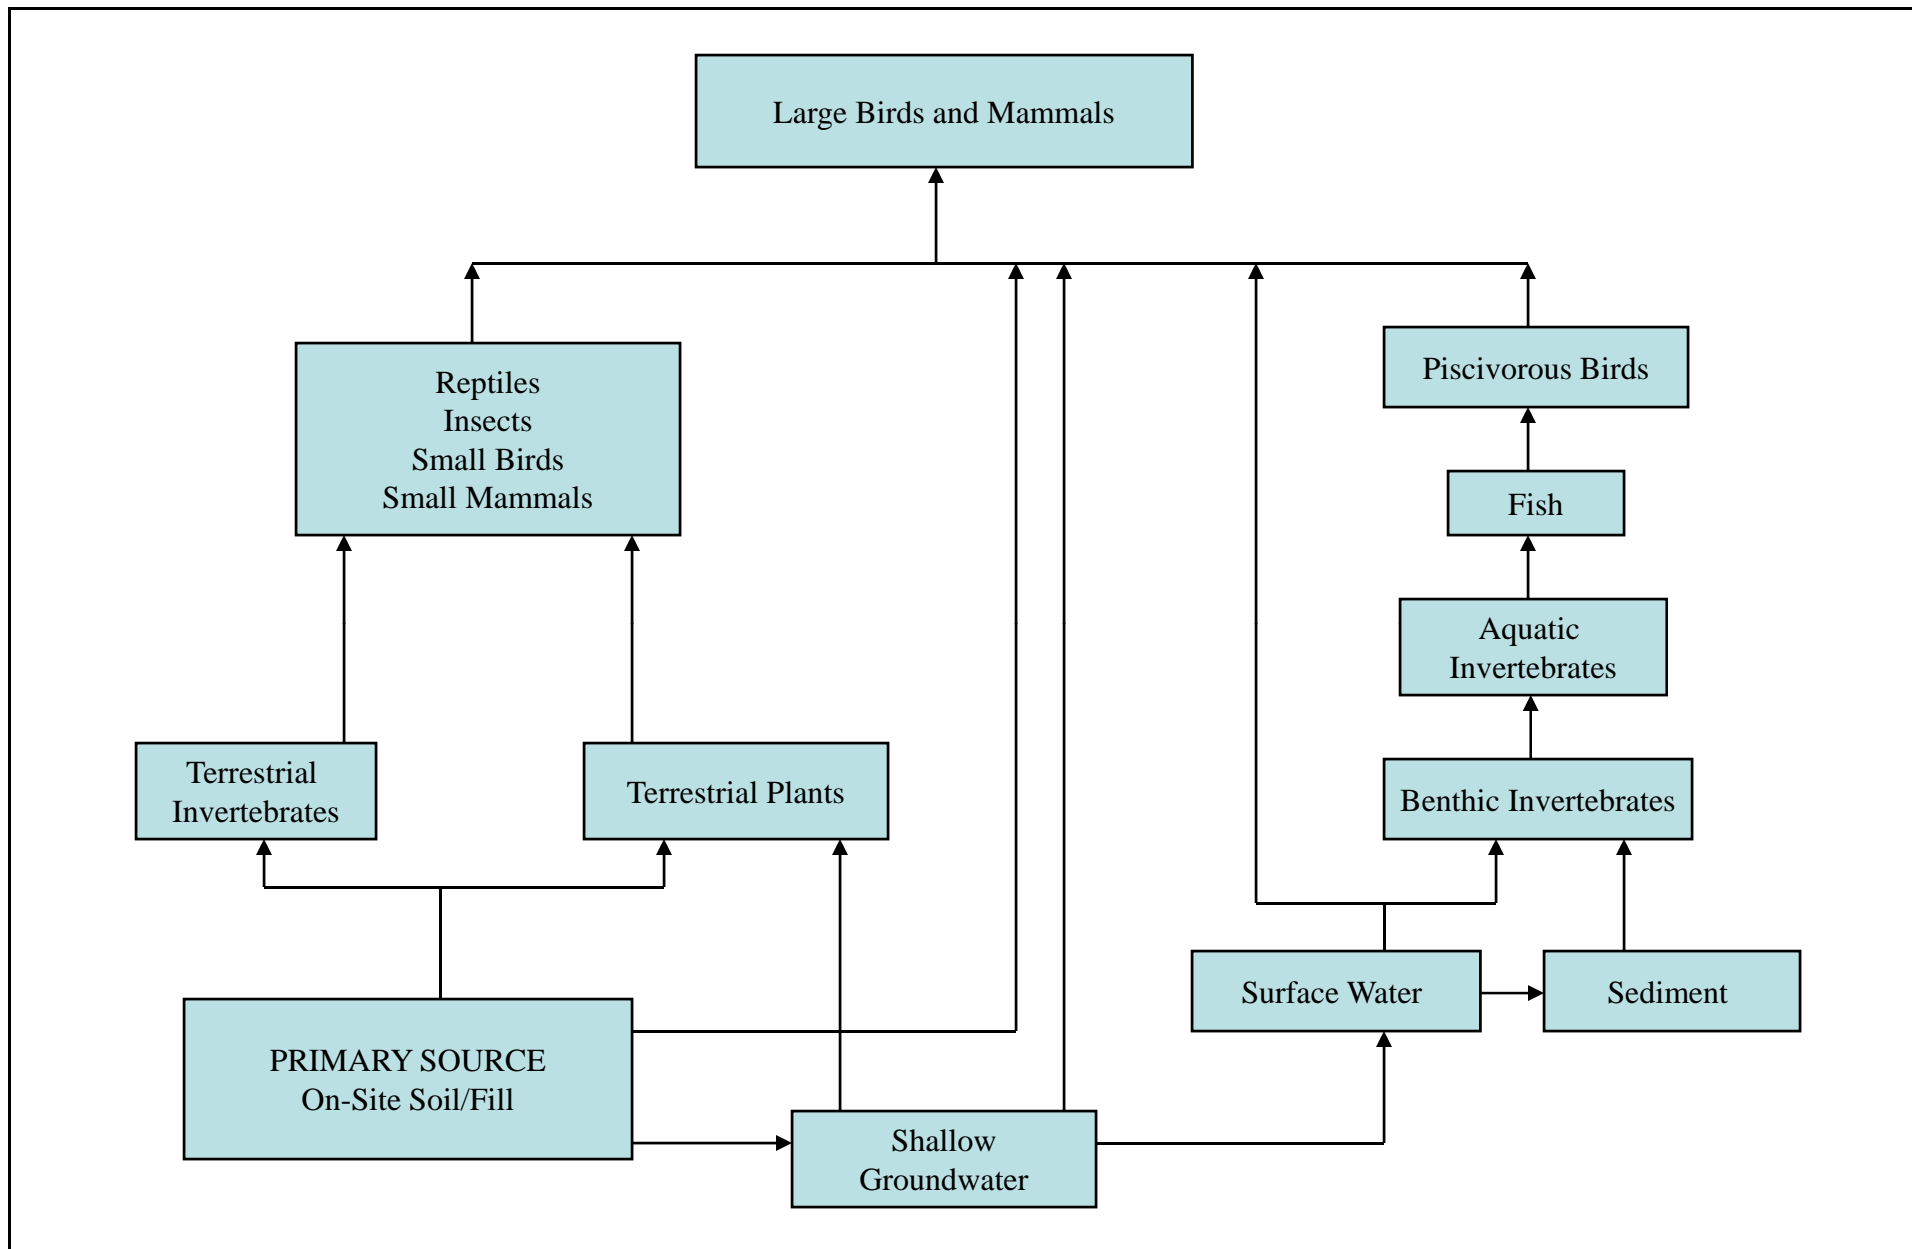 Large Birds and Mammals
Reptiles
Insects
Small Birds
Small Mammals
Piscivorous Birds
Fish
Aquatic
Invertebrates
Terrestrial
Invertebrates
Terrestrial Plants
Benthic Invertebrates
Surface Water
Sediment
PRIMARY SOURCE
On-Site Soil/Fill
Shallow
Groundwater